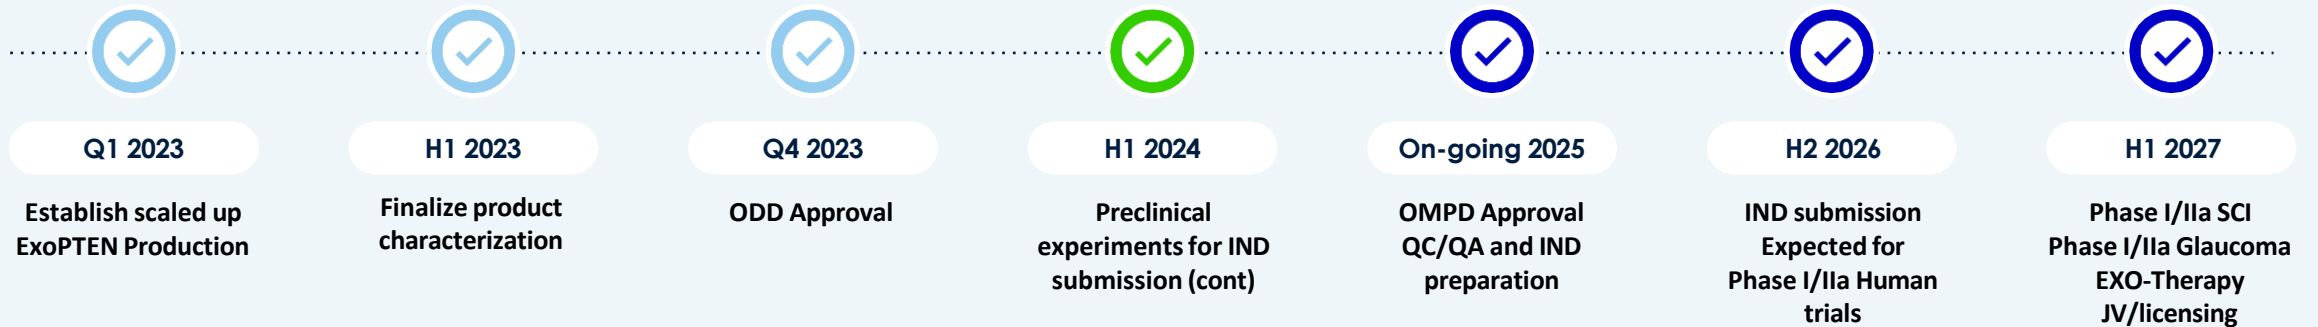 Q1 2023
Establish scaled up
ExoPTEN Production
H1 2023
Finalize product
characterization
Q4 2023
ODD Approval
H1 2024
Preclinical
experiments for IND
submission (cont)
On-going 2025
OMPD Approval
QC/QA and IND
preparation
H2 2026
IND submission
Expected for
Phase I/IIa Human
trials
H1 2027
Phase I/IIa SCI
Phase I/IIa Glaucoma
EXO-Therapy
JV/licensing